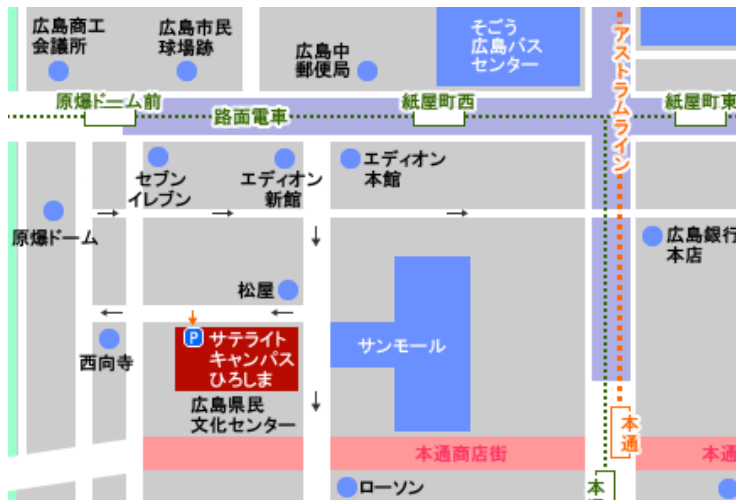 広島商工
会議所
広島市民
球場跡
広島中
郵便局
そごう
広島バス
センター
アストラムライン
原爆ドーム前
路面電車
紙屋町西
紙屋町東
セブン
イレブン
エディオン
新館
エディオン
本館
原爆ドーム
広島銀行
本店
松屋
P
サテライト
キャンパス
ひろしま
サンモール
西向寺
広島県民
文化センター
本通
本通商店街
本通
ローソン
本